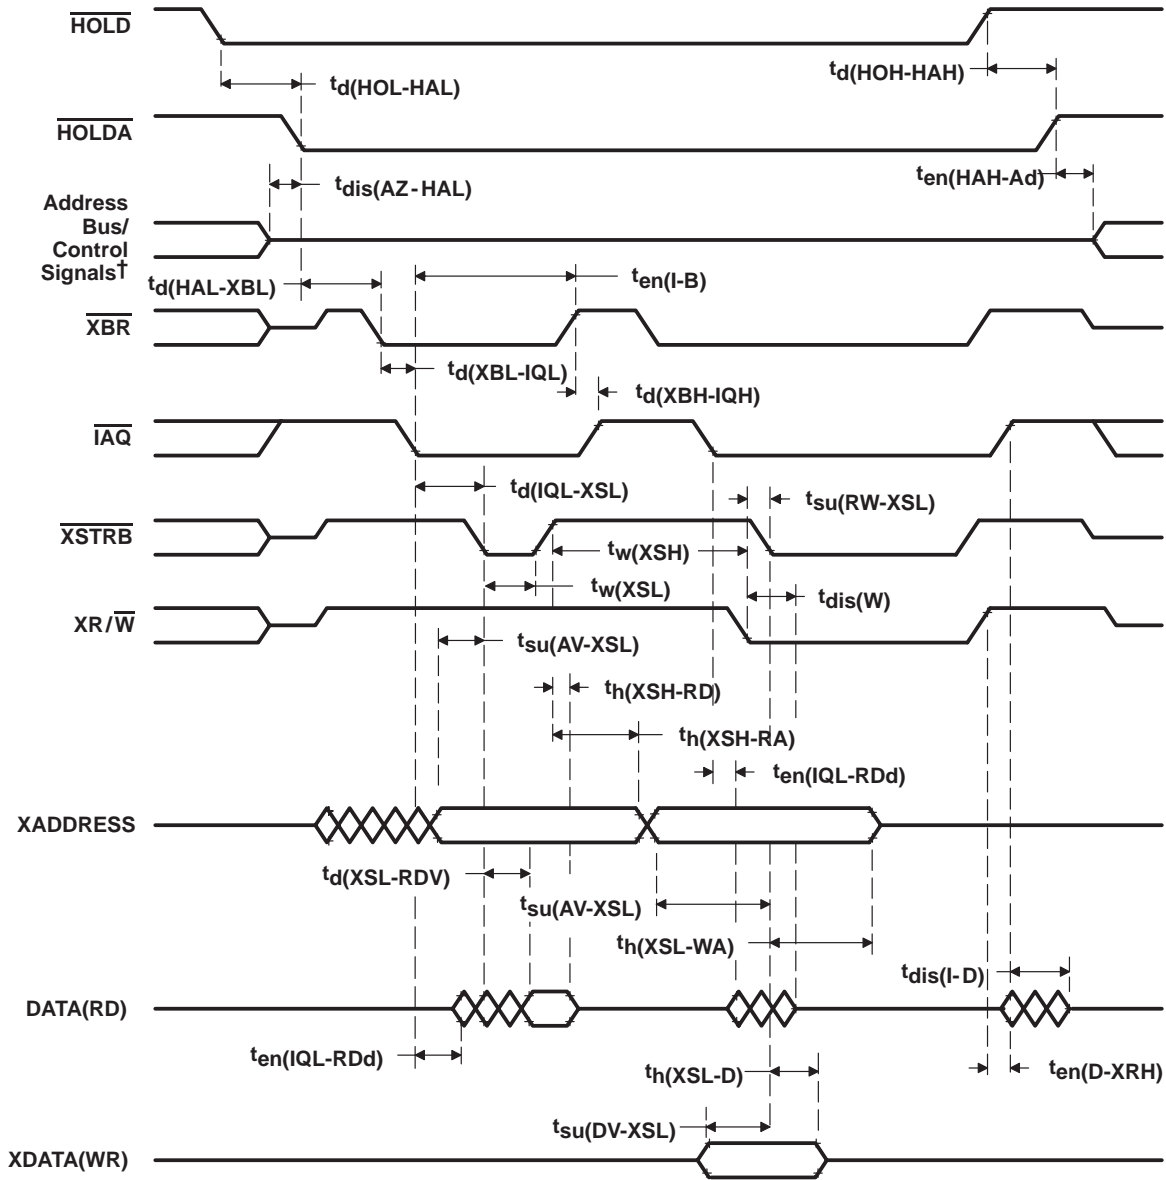 HOLD
td(HOL-HAL)
td(HOH-HAH)
HOLDA
tdis(AZ-HAL)
ten(HAH-Ad)
Address
Bus/
Control
Signals†
td(HAL-XBL)
ten(I-B)
XBR
td(XBL-IQL)
td(XBH-IQH)
IAQ
td(IQL-XSL)
tsu(RW-XSL)
XSTRB
tw(XSH)
tw(XSL)
tdis(W)
XR/W
tsu(AV-XSL)
th(XSH-RD)
th(XSH-RA)
ten(IQL-RDd)
XADDRESS
td(XSL-RDV)
tsu(AV-XSL)
th(XSL-WA)
tdis(I-D)
DATA(RD)
ten(IQL-RDd)
th(XSL-D)
ten(D-XRH)
tsu(DV-XSL)
XDATA(WR)